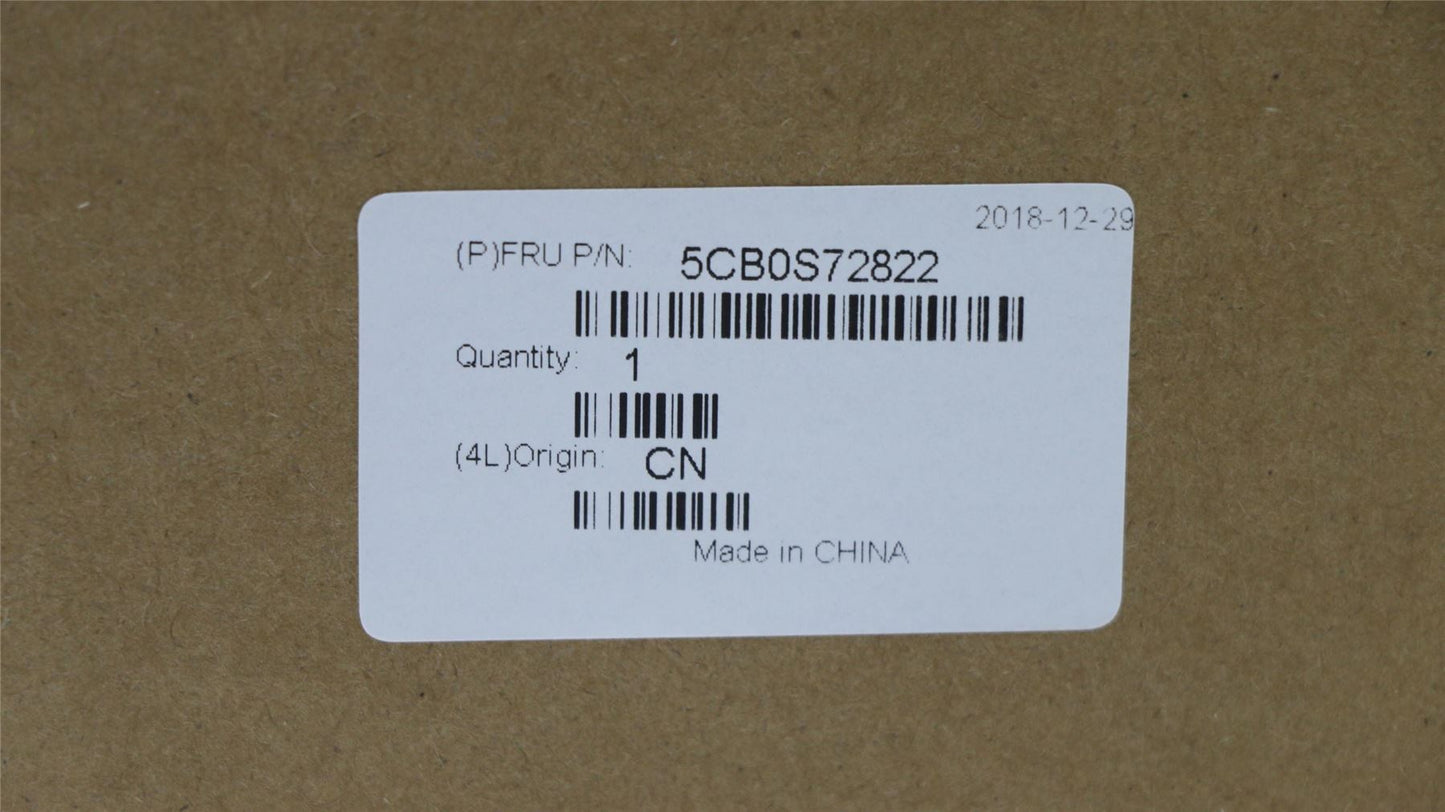 2018-12-29
(P)FRU P/N: 5CB0S72822
Quantity: 1
(4L)Origin: CN
Made in CHINA